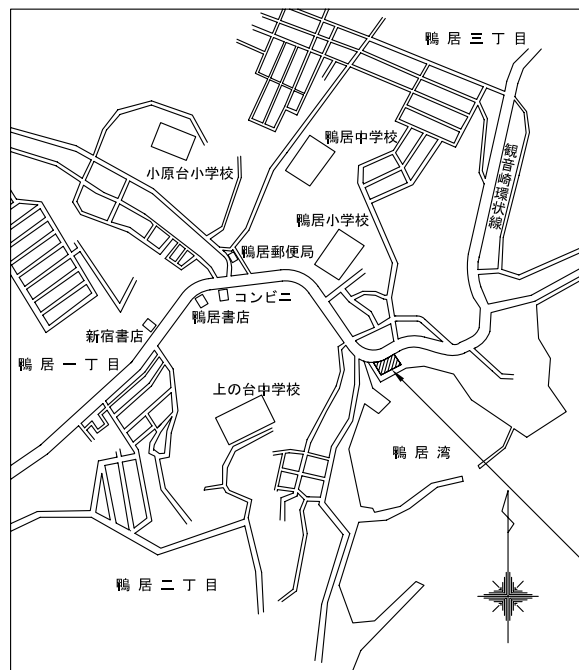 鴨居三丁目
鴨居中学校
観音崎環状線
小原台小学校
鴨居小学校
鴨居郵便局
コンビニ
鴨居書店
新宿書店
鴨居一丁目
上の台中学校
鴨居湾
鴨居二丁目